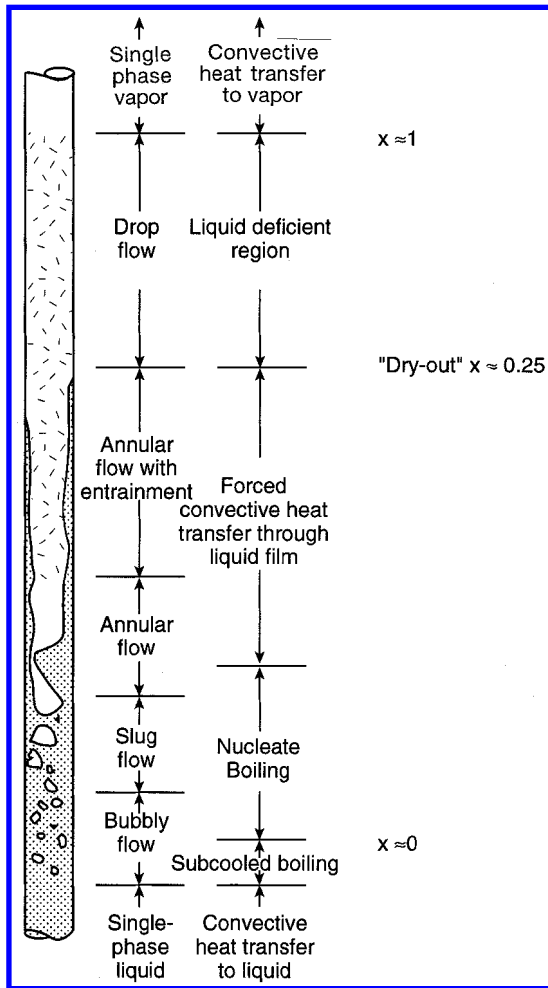 Single
phase
vapor
Convective
heat transfer
to vapor
x ≈1
Drop
flow
Liquid deficient
region
"Dry-out" x ≈ 0.25
Annular
flow with
entrainment
Forced
convective heat
transfer through
liquid film
Annular
flow
Slug
flow
Nucleate
Boiling
Bubbly
flow
Subcooled boiling
x ≈0
Single-
phase
liquid
Convective
heat transfer
to liquid